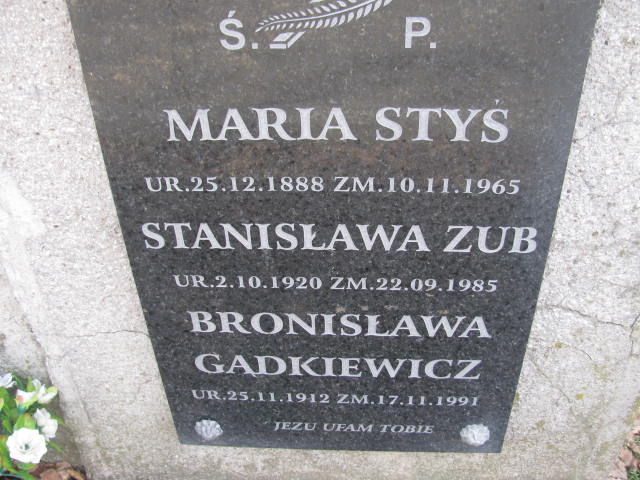 Ś. P.
MARIA STYŚ
UR.25.12.1888 ZM.10.11.1965
STANISŁAWA ZUB
UR.2.10.1920 ZM.22.09.1985
BRONISŁAWA
GĄDKIEWICZ
UR.25.11.1912 ZM.17.11.1991
JEZU UFAM TOBIE